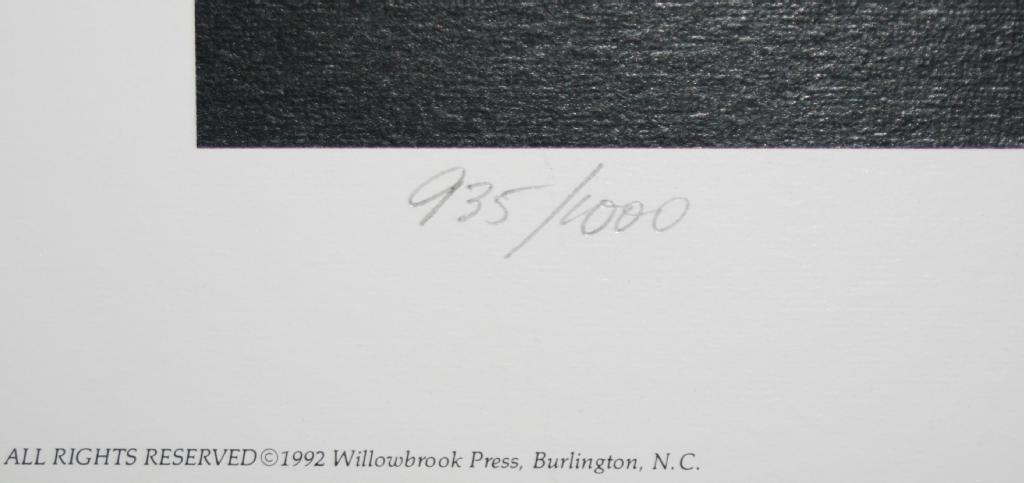 935/1000
ALL RIGHTS RESERVED©1992 Willowbrook Press, Burlington, N.C.